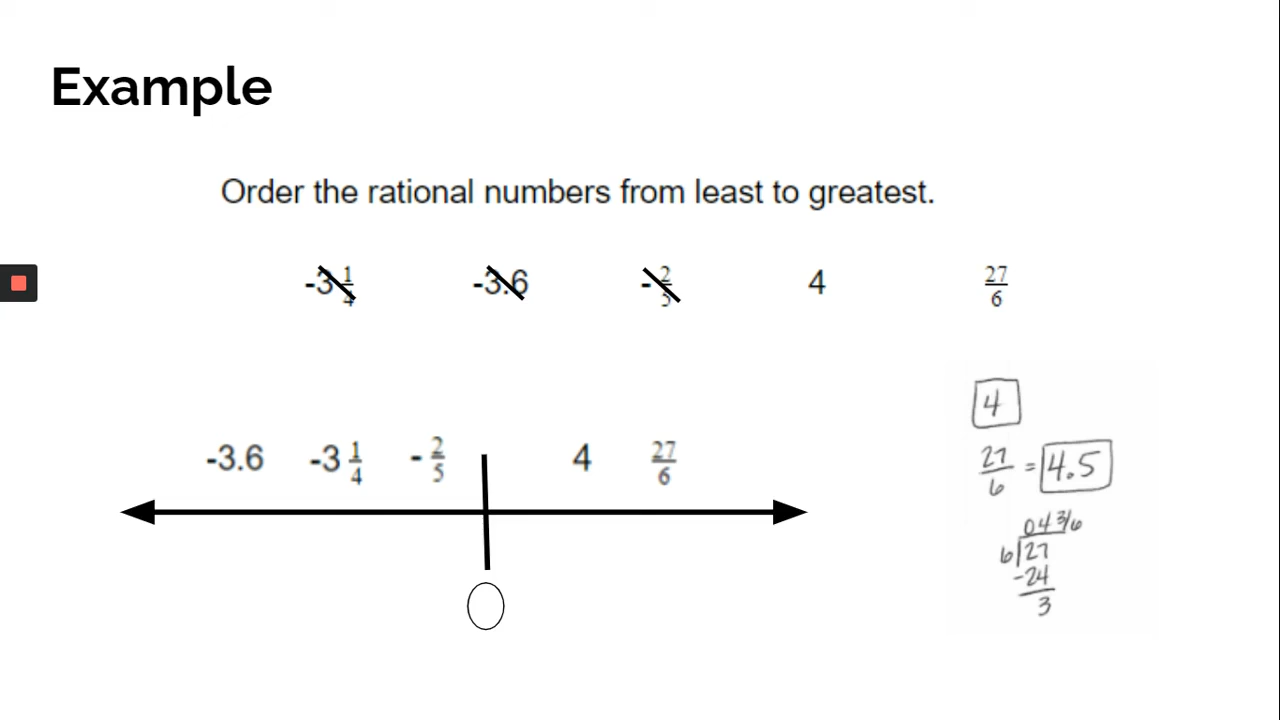 Example
Order the rational numbers from least to greatest.
-3 1/4 -3.6 - 2/5 4 27/6
-3.6 -3 1/4 - 2/5 4 27/6
0
4
27/6 = 4.5
04 3/6
6|27
-24
3